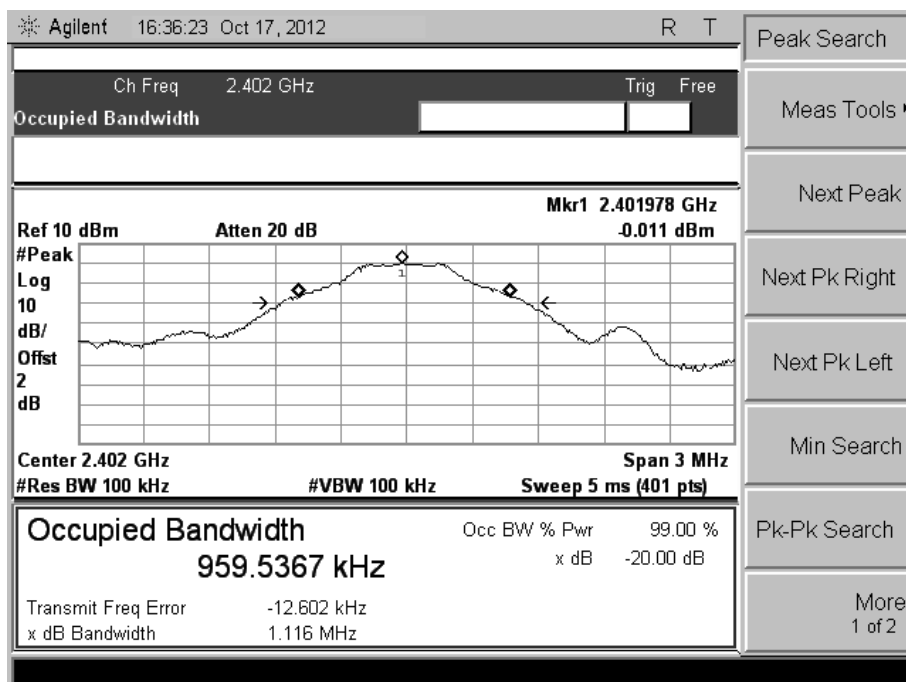 Agilent 16:36:23 Oct 17, 2012 R T
Peak Search
Ch Freq 2.402 GHz Trig Free
Occupied Bandwidth
Meas Tools
Next Peak
Next Pk Right
Next Pk Left
Min Search
Pk-Pk Search
More
1 of 2
Mkr1 2.401978 GHz
Ref 10 dBm Atten 20 dB -0.011 dBm
#Peak
Log
10
dB/
Offst
2
dB
1
Center 2.402 GHz Span 3 MHz
#Res BW 100 kHz #VBW 100 kHz Sweep 5 ms (401 pts)
Occupied Bandwidth Occ BW % Pwr 99.00 %
959.5367 kHz x dB -20.00 dB
Transmit Freq Error -12.602 kHz
x dB Bandwidth 1.116 MHz